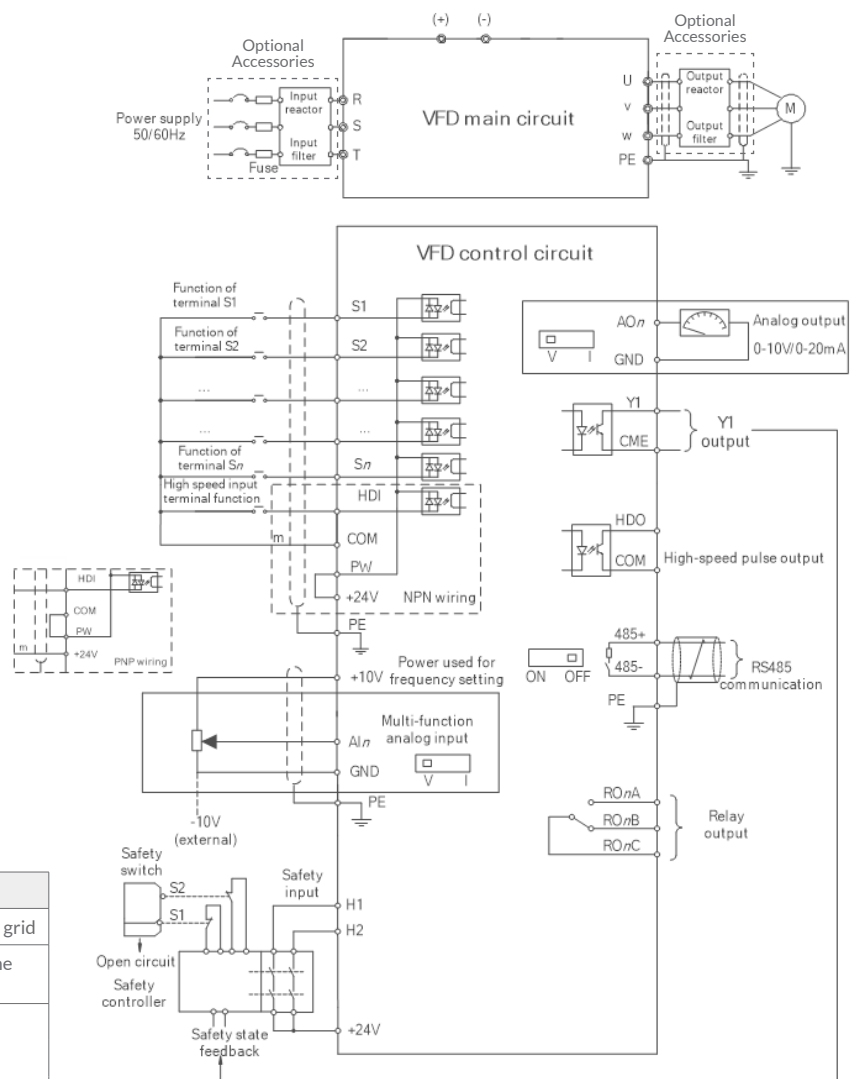 (+) (-)
Optional
Accessories
Optional
Accessories
Power supply
50/60Hz
Input
reactor
Input
filter
Fuse
R
S
T
VFD main circuit
U
v
w
PE
Output
reactor
Output
filter
M
VFD control circuit
Function of
terminal S1
S1
Function of
terminal S2
S2
...
...
...
...
Function of
terminal Sn
Sn
High speed input
terminal function
HDI
m
COM
PW
+24V
NPN wiring
PE
HDI
COM
PW
m
+24V
PNP wiring
AOn
GND
V I
Analog output
0-10V/0-20mA
Y1
CME
Y1
output
HDO
COM
High-speed pulse output
485+
485-
ON OFF
PE
RS485
communication
+10V
Power used for
frequency setting
Multi-function
analog input
AIn
GND
V I
PE
-10V
(external)
ROnA
ROnB
ROnC
Relay
output
Safety
switch
S2
S1
Open circuit
Safety
controller
Safety
input
H1
H2
+24V
Safety state
feedback
grid
ne